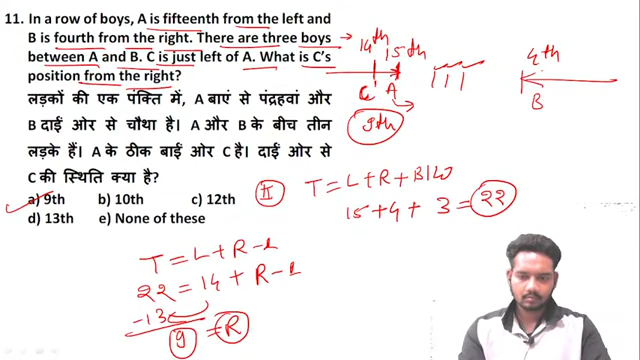 11. In a row of boys, A is fifteenth from the left and
B is fourth from the right. There are three boys
between A and B. C is just left of A. What is C's
position from the right?
लड़कों की एक पंक्ति में, A बाएं से पंद्रहवां और
B दाईं ओर से चौथा है। A और B के बीच तीन
लड़के हैं। A के ठीक बाईं ओर C है। दाईं ओर से
C की स्थिति क्या है?
a) 9th b) 10th c) 12th
d) 13th e) None of these
14th 15th
C A
9th
4th
B
II T = L + R + B/W
15 + 4 + 3 = 22
T = L + R - 1
22 = 14 + R - 1
-13
9 = R